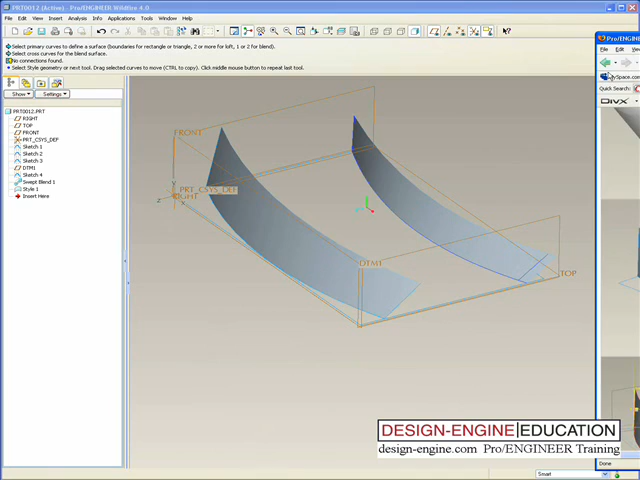 PRT0012 (Active) - Pro/ENGINEER Wildfire 4.0
File Edit View Insert Analysis Info Applications Tools Window Help
Select primary curves to define a surface (boundaries for rectangle or triangle, 2 or more for loft, 1 or 2 for blend).
Select cross curves for the blend surface.
No connections found.
Select Style geometry or next tool. Drag selected curves to move (CTRL to copy). Click middle mouse button to repeat last tool.
Show
Settings
PRT0012.PRT
RIGHT
TOP
FRONT
PRT_CSYS_DEF
Sketch 1
Sketch 2
Sketch 3
DTM1
Sketch 4
Swept Blend 1
Style 1
Insert Here
FRONT
PRT_CSYS_DEF
RIGHT
Y
Z
X
DTM1
TOP
Pro/ENGINE
File Edit
Space.com
Quick Search:
DIVX
DESIGN-ENGINE|EDUCATION
design-engine.com Pro/ENGINEER Training
Done
Smart